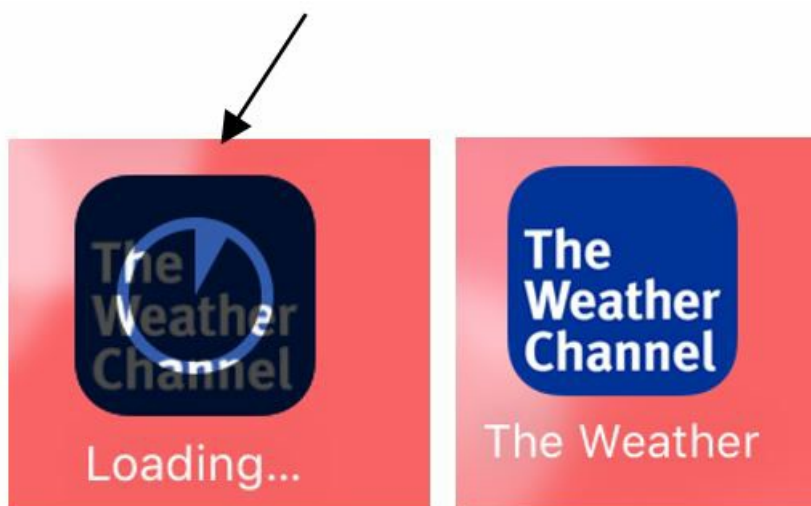 The
Weather
Channel
Loading...
The
Weather
Channel
The Weather